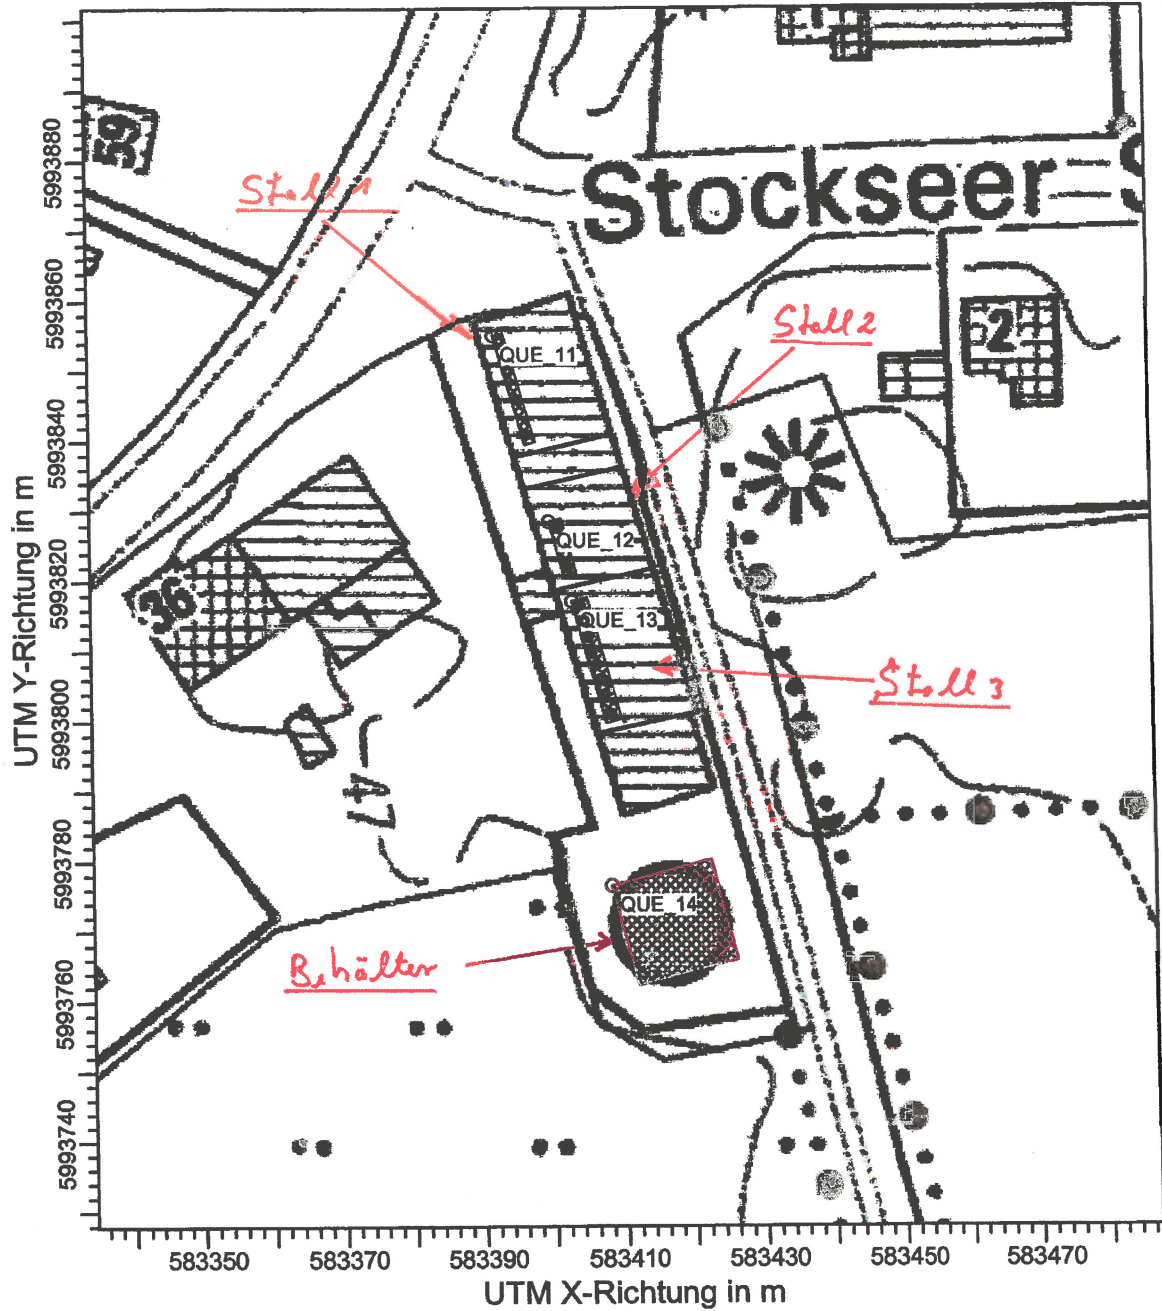 59
Stockseer S
Stall 1
Stall 2
2
QUE_11
QUE_12
QUE_13
36
Stall 3
47
QUE_14
Behälter
UTM Y-Richtung in m
5993880
5993860
5993840
5993820
5993800
5993780
5993760
5993740
583350 583370 583390 583410 583430 583450 583470
UTM X-Richtung in m